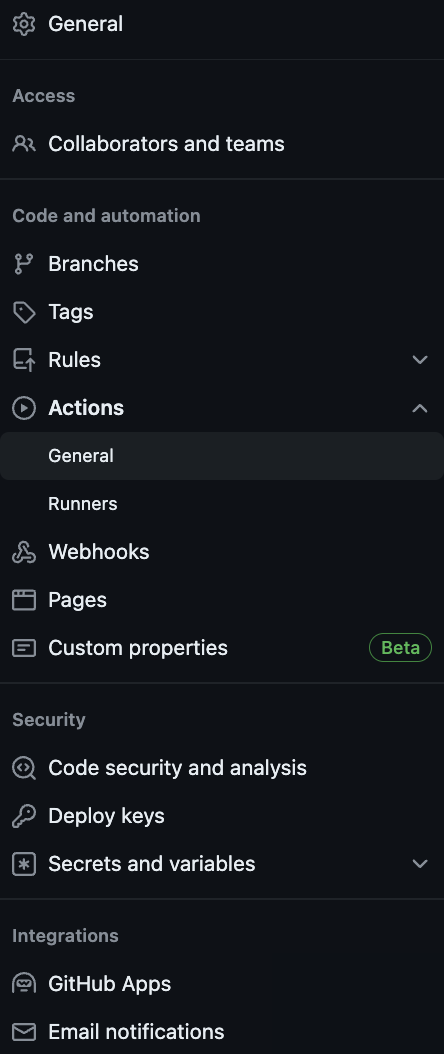 General
Access
Collaborators and teams
Code and automation
Branches
Tags
Rules
Actions
General
Runners
Webhooks
Pages
Custom properties Beta
Security
Code security and analysis
Deploy keys
Secrets and variables
Integrations
GitHub Apps
Email notifications